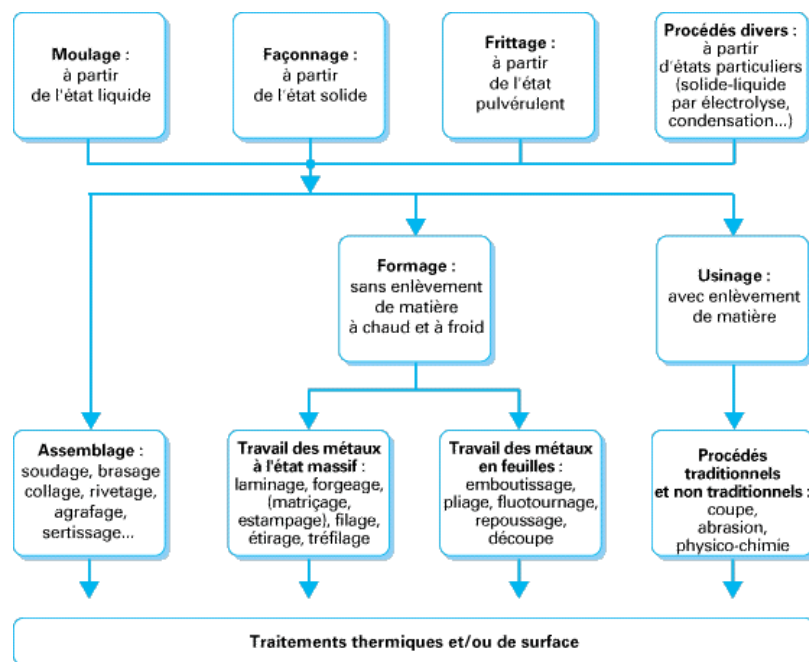 Moulage :
à partir
de l'état liquide
Façonnage :
à partir
de l'état solide
Frittage :
à partir
de l'état
pulvérulent
Procédés divers :
à partir
d'états particuliers
(solide-liquide
par électrolyse,
condensation...)
Formage :
sans enlèvement
de matière
à chaud et à froid
Usinage :
avec enlèvement
de matière
Assemblage :
soudage, brasage
collage, rivetage,
agrafage,
sertissage...
Travail des métaux
à l'état massif :
laminage, forgeage,
(matriçage,
estampage), filage,
étirage, tréfilage
Travail des métaux
en feuilles :
emboutissage,
pliage, fluotournage,
repoussage,
découpe
Procédés
traditionnels
et non traditionnels :
coupe,
abrasion,
physico-chimie
Traitements thermiques et/ou de surface